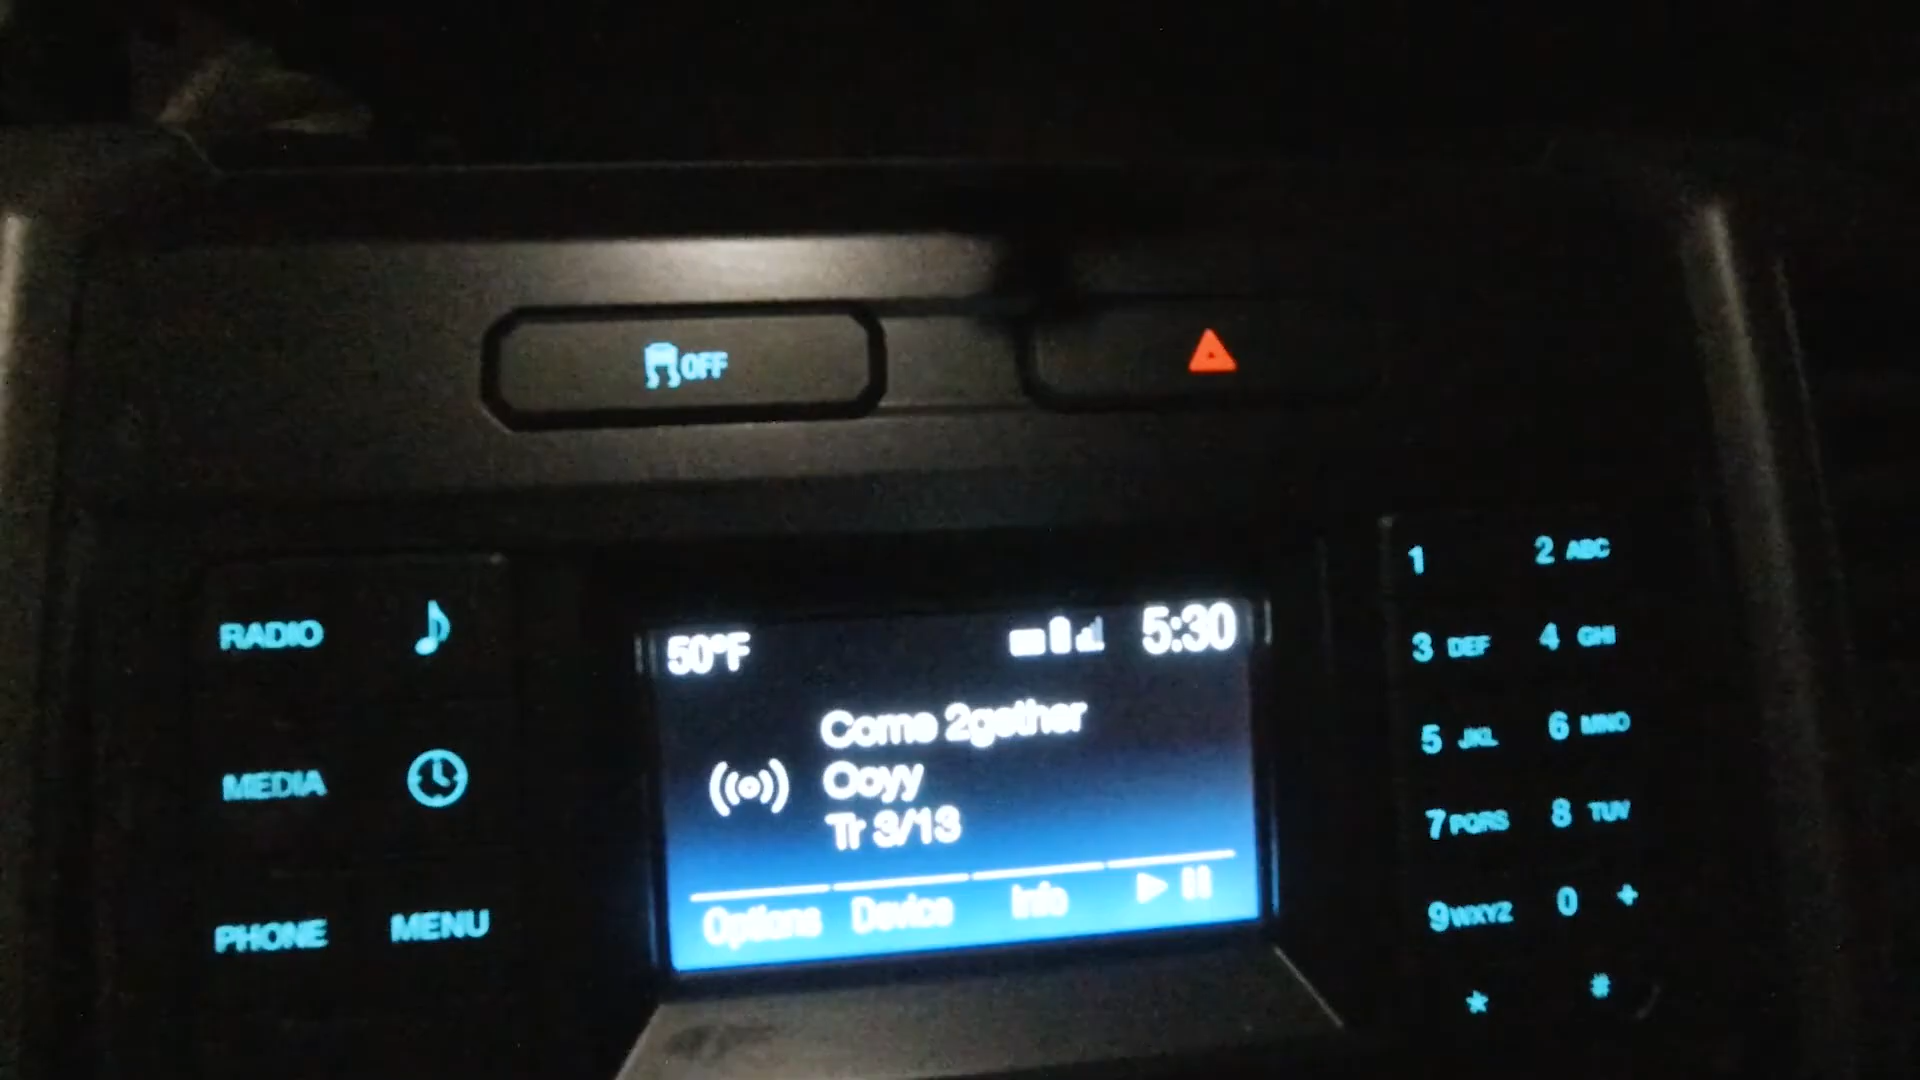 OFF
50°F 5:30
Come 2gether
Ooyy
Tr 3/13
Options Device Info
RADIO
MEDIA
PHONE MENU
1 2 ABC
3 DEF 4 GHI
5 JKL 6 MNO
7 PQRS 8 TUV
9 WXYZ 0 +
* #